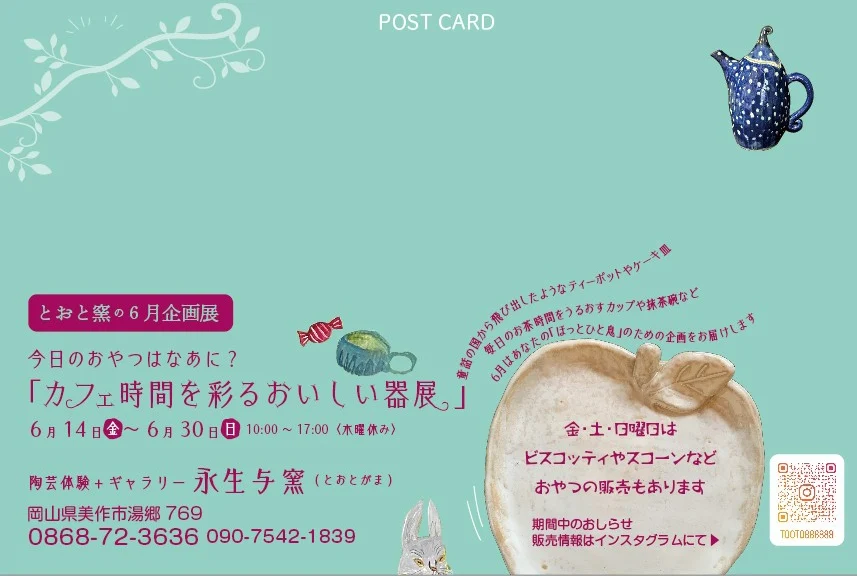 POST CARD
とおと窯の6月企画展
今日のおやつはなあに？
「カフェ時間を彩るおいしい器展。」
6月14日金～6月30日日 10:00～17:00〈木曜休み〉
陶芸体験＋ギャラリー 永生与窯（とおとがま）
岡山県美作市湯郷 769
0868-72-3636 090-7542-1839
童話の国から飛び出したようなティーポットやケーキ皿
毎日のお茶時間をうるおすカップや抹茶碗など
6月はあなたの「ほっとひと息」のための企画をお届けします
金・土・日曜日は
ビスコッティやスコーンなど
おやつの販売もあります
期間中のおしらせ
販売情報はインスタグラムにて▶